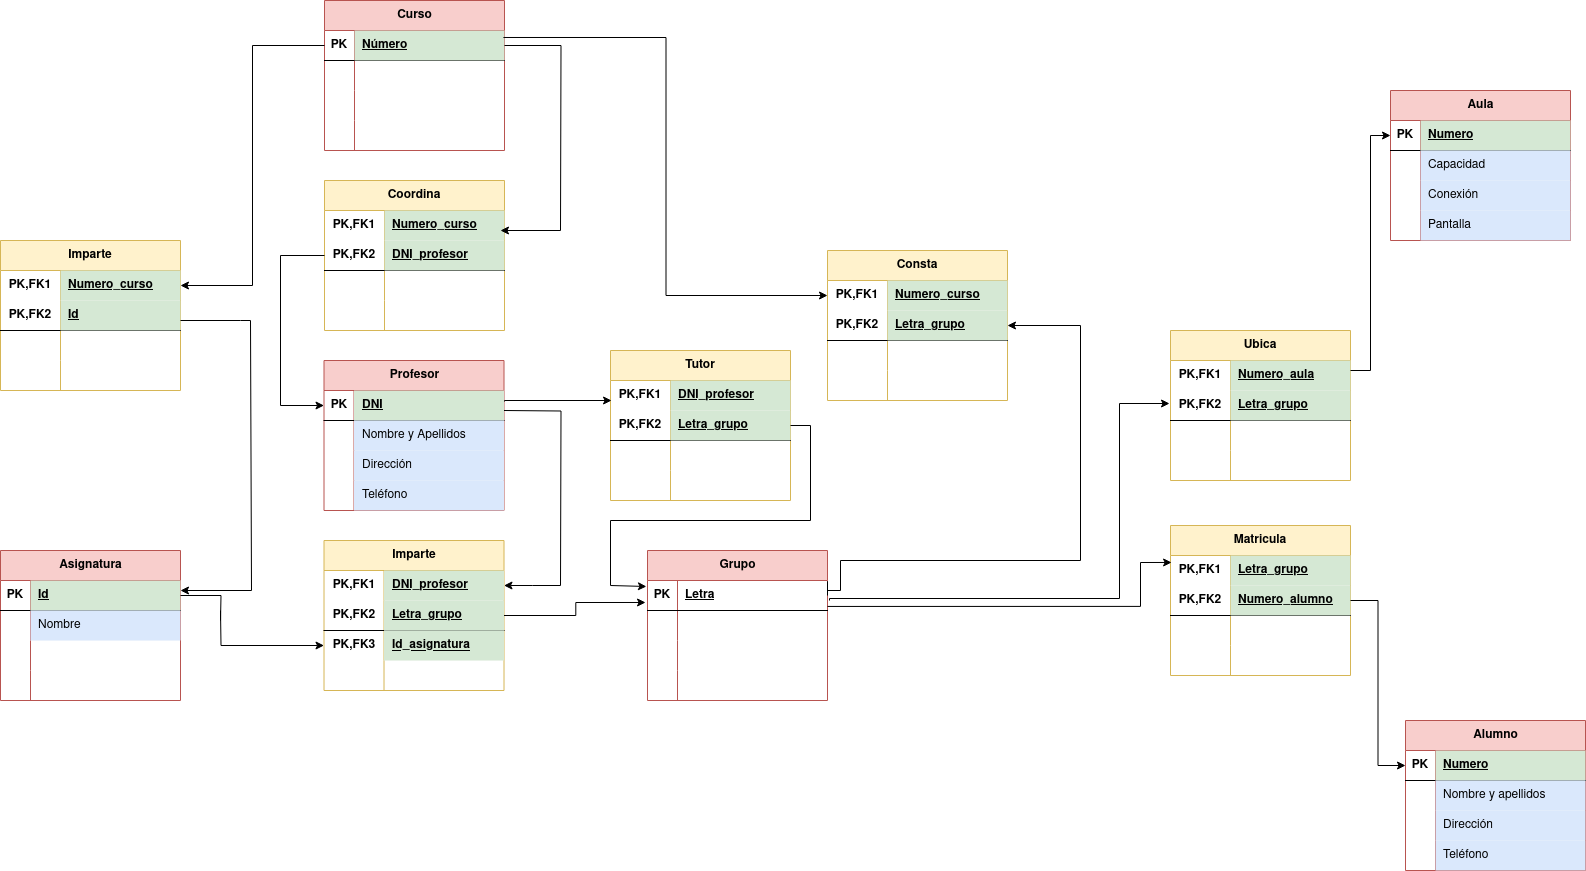 Curso
PK Número
Coordina
PK,FK1 Numero_curso
PK,FK2 DNI_profesor
Imparte
PK,FK1 Numero_curso
PK,FK2 Id
Profesor
PK DNI
Nombre y Apellidos
Dirección
Teléfono
Tutor
PK,FK1 DNI_profesor
PK,FK2 Letra_grupo
Consta
PK,FK1 Numero_curso
PK,FK2 Letra_grupo
Aula
PK Numero
Capacidad
Conexión
Pantalla
Ubica
PK,FK1 Numero_aula
PK,FK2 Letra_grupo
Asignatura
PK Id
Nombre
Imparte
PK,FK1 DNI_profesor
PK,FK2 Letra_grupo
PK,FK3 Id_asignatura
Grupo
PK Letra
Matricula
PK,FK1 Letra_grupo
PK,FK2 Numero_alumno
Alumno
PK Numero
Nombre y apellidos
Dirección
Teléfono